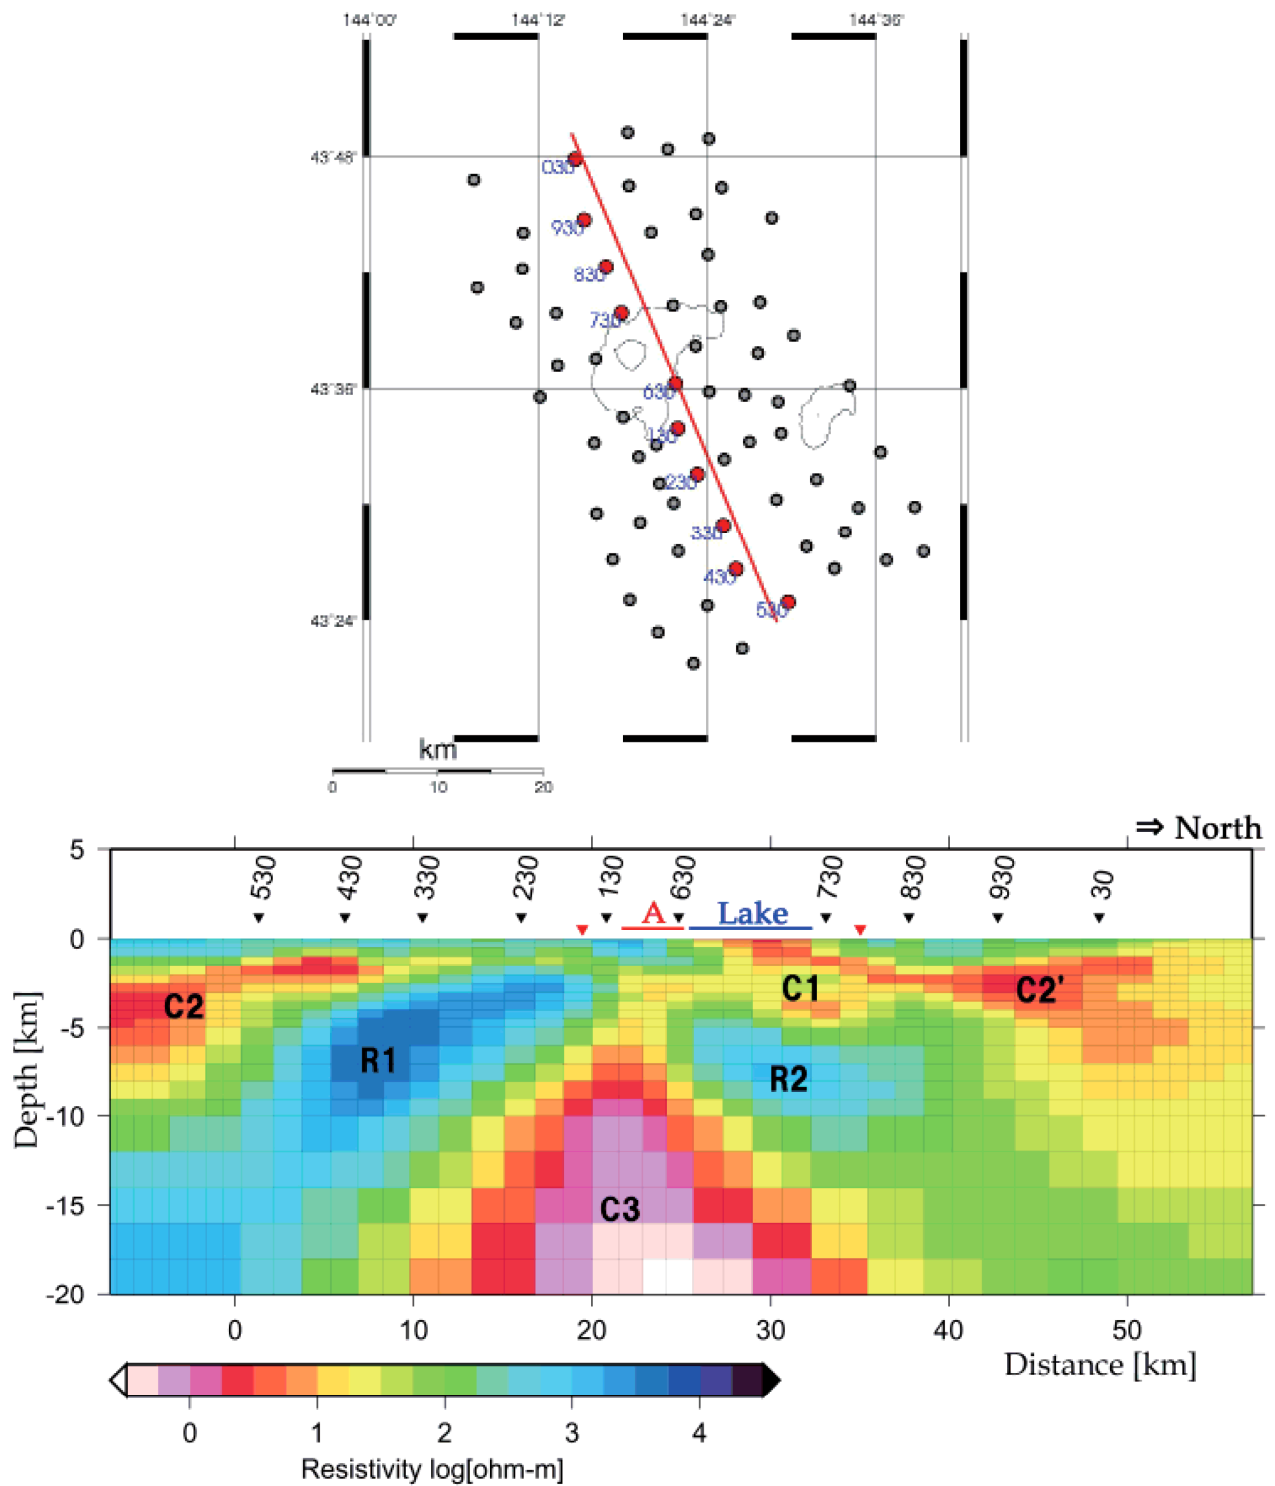 144°00' 144°12' 144°24' 144°36'
43°48'
030
930
830
730
43°36'
630
130
230
330
430
530
43°24'
km
0 10 20
⇒ North
530 430 330 230 130 630 730 830 930 30
A Lake
5
0
-5
-10
-15
-20
Depth [km]
C2 C1 C2'
R1 R2
C3
0 10 20 30 40 50
Distance [km]
0 1 2 3 4
Resistivity log[ohm-m]